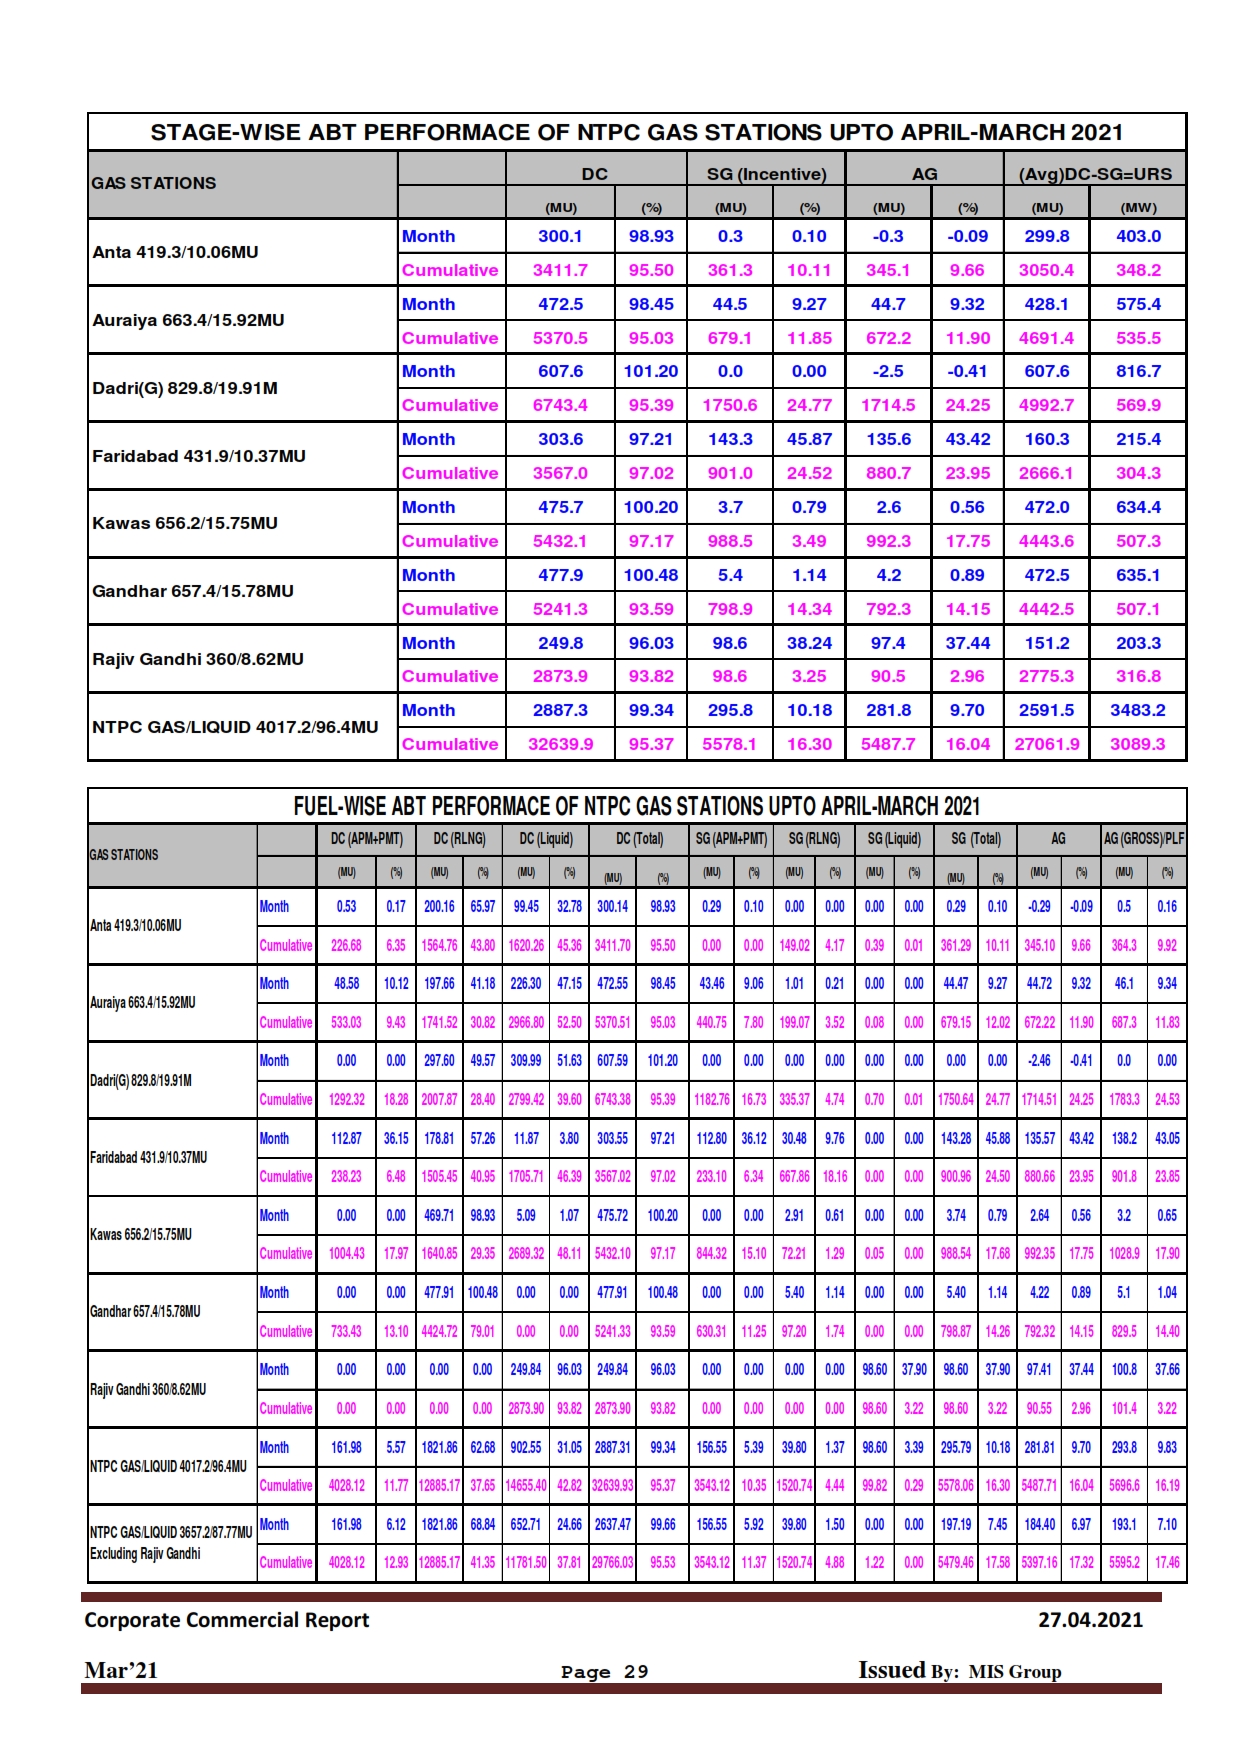 STAGE-WISE ABT PERFORMACE OF NTPC GAS STATIONS UPTO APRIL-MARCH 2021
GAS STATIONS DC SG (Incentive) AG (Avg)DC-SG=URS
(MU) (%) (MU) (%) (MU) (%) (MU) (MW)
Anta 419.3/10.06MU
Month 300.1 98.93 0.3 0.10 -0.3 -0.09 299.8 403.0
Cumulative 3411.7 95.50 361.3 10.11 345.1 9.66 3050.4 348.2
Auraiya 663.4/15.92MU
Month 472.5 98.45 44.5 9.27 44.7 9.32 428.1 575.4
Cumulative 5370.5 95.03 679.1 11.85 672.2 11.90 4691.4 535.5
Dadri(G) 829.8/19.91M
Month 607.6 101.20 0.0 0.00 -2.5 -0.41 607.6 816.7
Cumulative 6743.4 95.39 1750.6 24.77 1714.5 24.25 4992.7 569.9
Faridabad 431.9/10.37MU
Month 303.6 97.21 143.3 45.87 135.6 43.42 160.3 215.4
Cumulative 3567.0 97.02 901.0 24.52 880.7 23.95 2666.1 304.3
Kawas 656.2/15.75MU
Month 475.7 100.20 3.7 0.79 2.6 0.56 472.0 634.4
Cumulative 5432.1 97.17 988.5 3.49 992.3 17.75 4443.6 507.3
Gandhar 657.4/15.78MU
Month 477.9 100.48 5.4 1.14 4.2 0.89 472.5 635.1
Cumulative 5241.3 93.59 798.9 14.34 792.3 14.15 4442.5 507.1
Rajiv Gandhi 360/8.62MU
Month 249.8 96.03 98.6 38.24 97.4 37.44 151.2 203.3
Cumulative 2873.9 93.82 98.6 3.25 90.5 2.96 2775.3 316.8
NTPC GAS/LIQUID 4017.2/96.4MU
Month 2887.3 99.34 295.8 10.18 281.8 9.70 2591.5 3483.2
Cumulative 32639.9 95.37 5578.1 16.30 5487.7 16.04 27061.9 3089.3
FUEL-WISE ABT PERFORMACE OF NTPC GAS STATIONS UPTO APRIL-MARCH 2021
GAS STATIONS DC (APM+PMT) DC (RLNG) DC (Liquid) DC (Total) SG (APM+PMT) SG (RLNG) SG (Liquid) SG (Total) AG AG (GROSS)/PLF
(MU) (%) (MU) (%) (MU) (%) (MU) (%) (MU) (%) (MU) (%) (MU) (%) (MU) (%) (MU) (%) (MU) (%)
Anta 419.3/10.06MU
Month 0.53 0.17 200.16 65.97 99.45 32.78 300.14 98.93 0.29 0.10 0.00 0.00 0.00 0.00 0.29 0.10 -0.29 -0.09 0.5 0.16
Cumulative 226.68 6.35 1564.76 43.80 1620.26 45.36 3411.70 95.50 0.00 0.00 149.02 4.17 0.39 0.01 361.29 10.11 345.10 9.66 364.3 9.92
Auraiya 663.4/15.92MU
Month 48.58 10.12 197.66 41.18 226.30 47.15 472.55 98.45 43.46 9.06 1.01 0.21 0.00 0.00 44.47 9.27 44.72 9.32 46.1 9.34
Cumulative 533.03 9.43 1741.52 30.82 2966.80 52.50 5370.51 95.03 440.75 7.80 199.07 3.52 0.08 0.00 679.15 12.02 672.22 11.90 687.3 11.83
Dadri(G) 829.8/19.91M
Month 0.00 0.00 297.60 49.57 309.99 51.63 607.59 101.20 0.00 0.00 0.00 0.00 0.00 0.00 0.00 0.00 -2.46 -0.41 0.0 0.00
Cumulative 1292.32 18.28 2007.87 28.40 2799.42 39.60 6743.38 95.39 1182.76 16.73 335.37 4.74 0.70 0.01 1750.64 24.77 1714.51 24.25 1783.3 24.53
Faridabad 431.9/10.37MU
Month 112.87 36.15 178.81 57.26 11.87 3.80 303.55 97.21 112.80 36.12 30.48 9.76 0.00 0.00 143.28 45.88 135.57 43.42 138.2 43.05
Cumulative 238.23 6.48 1505.45 40.95 1705.71 46.39 3567.02 97.02 233.10 6.34 667.86 18.16 0.00 0.00 900.96 24.50 880.66 23.95 901.8 23.85
Kawas 656.2/15.75MU
Month 0.00 0.00 469.71 98.93 5.09 1.07 475.72 100.20 0.00 0.00 2.91 0.61 0.00 0.00 3.74 0.79 2.64 0.56 3.2 0.65
Cumulative 1004.43 17.97 1640.85 29.35 2689.32 48.11 5432.10 97.17 844.32 15.10 72.21 1.29 0.05 0.00 988.54 17.68 992.35 17.75 1028.9 17.90
Gandhar 657.4/15.78MU
Month 0.00 0.00 477.91 100.48 0.00 0.00 477.91 100.48 0.00 0.00 5.40 1.14 0.00 0.00 5.40 1.14 4.22 0.89 5.1 1.04
Cumulative 733.43 13.10 4424.72 79.01 0.00 0.00 5241.33 93.59 630.31 11.25 97.20 1.74 0.00 0.00 798.87 14.26 792.32 14.15 829.5 14.40
Rajiv Gandhi 360/8.62MU
Month 0.00 0.00 0.00 0.00 249.84 96.03 249.84 96.03 0.00 0.00 0.00 0.00 98.60 37.90 98.60 37.90 97.41 37.44 100.8 37.66
Cumulative 0.00 0.00 0.00 0.00 2873.90 93.82 2873.90 93.82 0.00 0.00 0.00 0.00 98.60 3.22 98.60 3.22 90.55 2.96 101.4 3.22
NTPC GAS/LIQUID 4017.2/96.4MU
Month 161.98 5.57 1821.86 62.68 902.55 31.05 2887.31 99.34 156.55 5.39 39.80 1.37 98.60 3.39 295.79 10.18 281.81 9.70 293.8 9.83
Cumulative 4028.12 11.77 12885.17 37.65 14655.40 42.82 32639.93 95.37 3543.12 10.35 1520.74 4.44 99.82 0.29 5578.06 16.30 5487.71 16.04 5696.6 16.19
NTPC GAS/LIQUID 3657.2/87.77MU
Excluding Rajiv Gandhi
Month 161.98 6.12 1821.86 68.84 652.71 24.66 2637.47 99.66 156.55 5.92 39.80 1.50 0.00 0.00 197.19 7.45 184.40 6.97 193.1 7.10
Cumulative 4028.12 12.93 12885.17 41.35 11781.50 37.81 29766.03 95.53 3543.12 11.37 1520.74 4.88 1.22 0.00 5479.46 17.58 5397.16 17.32 5595.2 17.46
Corporate Commercial Report 27.04.2021
Mar’21 Page 29 Issued By: MIS Group